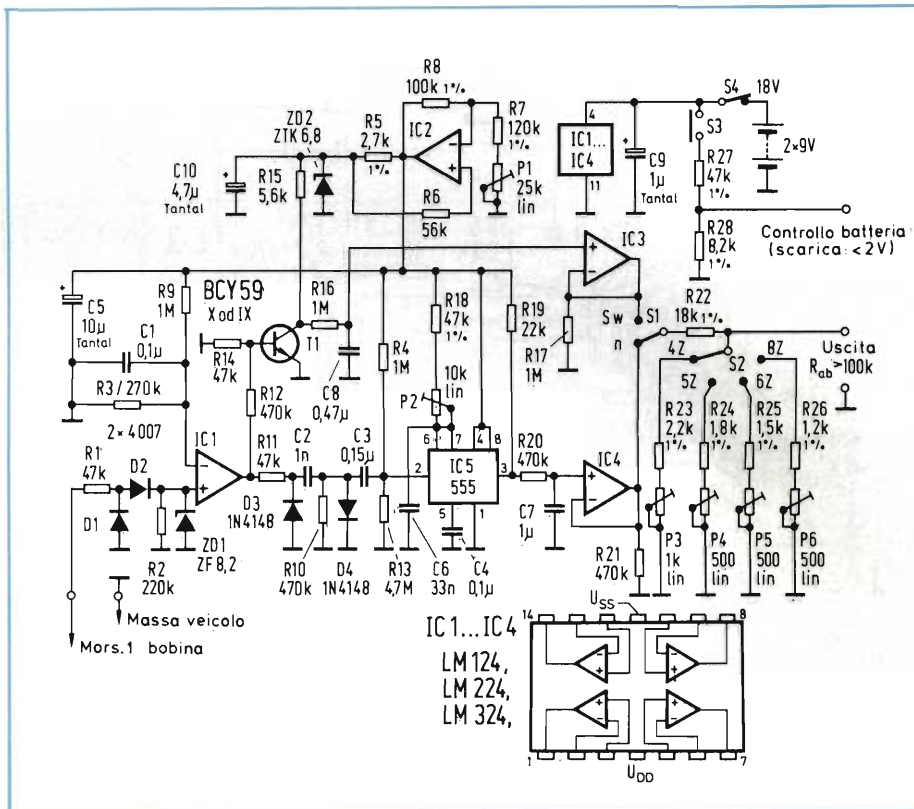 R8
100k 1%
R7
120k
1%
P1
25k
lin
IC2
R5
2,7k
1%
R6
56k
ZD2
ZTK 6,8
R15
5,6k
C10
4,7µ
Tantal
S4
18V
2×9V
S3
4
IC1...
IC4
11
C9
1µ
Tantal
R27
47k
1%
R28
8,2k
1%
Controllo batteria
(scarica: <2V)
IC3
R9
1M
BCY59
X od IX
T1
R16
1M
C5
10µ
Tantal
C1
0,1µ
R3/270k
R14
47k
R12
470k
C8
0,47µ
R4
1M
R18
47k
1%
10k
lin
P2
R19
22k
R17
1M
Sw
S1
n
R22
18k 1%
4Z
S2
8Z
5Z
6Z
Uscita
Rab >100k
R23
2,2k
1%
R24
1,8k
1%
R25
1,5k
1%
R26
1,2k
1%
P3
1k
lin
P4
500
lin
P5
500
lin
P6
500
lin
2×4007
R1
47k
D2
D1
IC1
R11
47k
C2
1n
C3
0,15µ
D3
1N4148
R2
220k
ZD1
ZF8,2
R10
470k
D4
1N4148
R13
4,7M
C6
33n
C4
0,1µ
6
7
4
8
2
IC5
555
3
5
1
R20
470k
C7
1µ
IC4
R21
470k
Massa veicolo
Mors.1 bobina
IC1...IC4
LM124,
LM224,
LM324,
14
USS
8
1
UDD
7